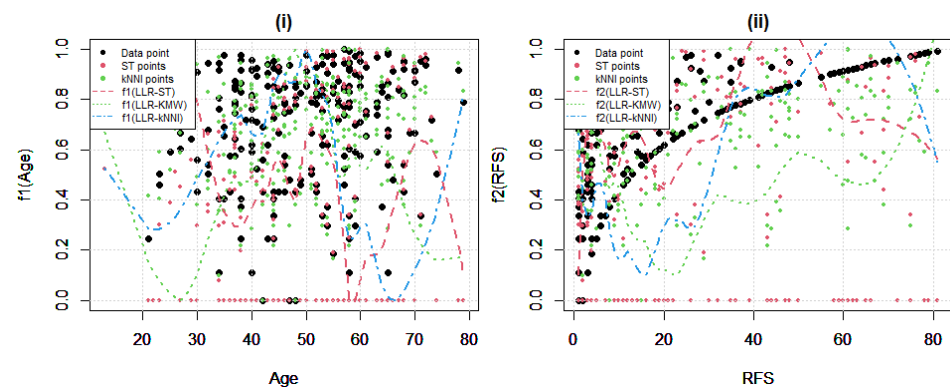 (i)
f1(Age)
1.0
0.8
0.6
0.4
0.2
0.0
Data point
ST points
kNNI points
f1(LLR-ST)
f1(LLR-KMW)
f1(LLR-kNNI)
20 30 40 50 60 70 80
Age
(ii)
f2(RFS)
1.0
0.8
0.6
0.4
0.2
0.0
Data point
ST points
kNNI points
f2(LLR-ST)
f2(LLR-KMW)
f2(LLR-kNNI)
0 20 40 60 80
RFS